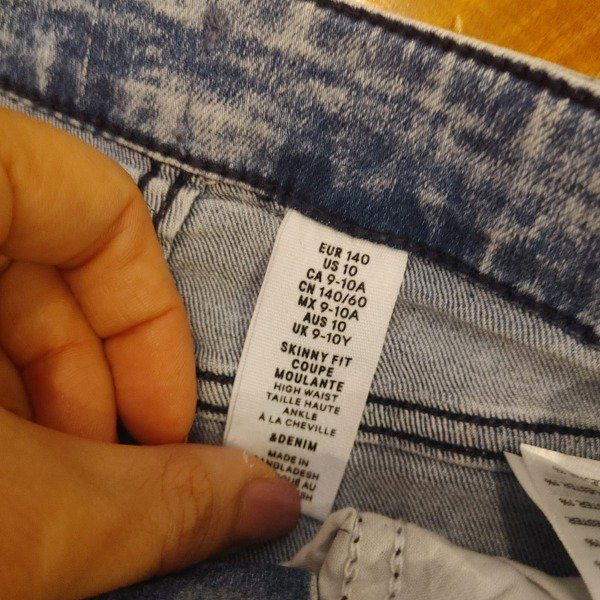 EUR 140
US 10
CA 9-10A
CN 140/60
MX 9-10A
AUS 10
UK 9-10Y
SKINNY FIT
COUPE
MOULANTE
HIGH WAIST
TAILLE HAUTE
ANKLE
À LA CHEVILLE
&DENIM
MADE IN
AU